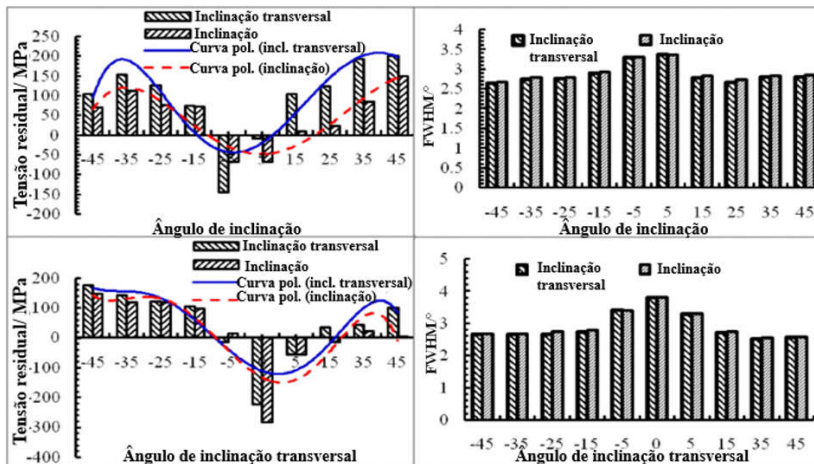 Inclinação transversal
Inclinação
Curva pol. (incl. transversal)
Curva pol. (inclinação)
Tensão residual/ MPa
250
200
150
100
50
0
-50
-100
-150
-200
-45 -35 -25 -15 -5 5 15 25 35 45
Ângulo de inclinação
Inclinação transversal
Inclinação
FWHM/°
4
3.5
3
2.5
2
1.5
1
0.5
0
-45 -35 -25 -15 -5 5 15 25 35 45
Ângulo de inclinação
Inclinação transversal
Inclinação
Curva pol. (incl. transversal)
Curva pol. (inclinação)
Tensão residual/ MPa
200
100
0
-100
-200
-300
-400
-45 -35 -25 -15 -5 5 15 25 35 45
Ângulo de inclinação transversal
Inclinação transversal
Inclinação
FWHM/°
5
4
3
2
1
0
-45 -35 -25 -15 -5 0 5 15 35 45
Ângulo de inclinação transversal